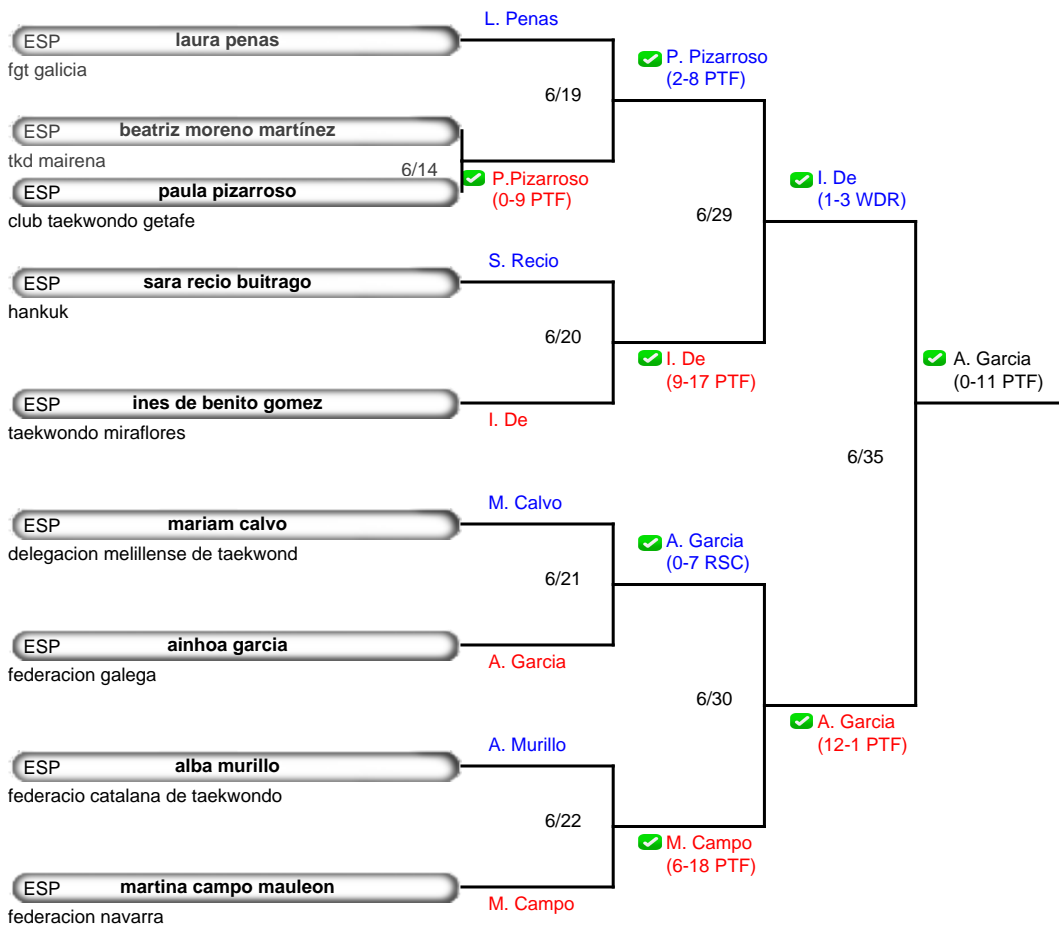 L. Penas
ESP laura penas
fgt galicia
P. Pizarroso
(2-8 PTF)
6/19
ESP beatriz moreno martínez
tkd mairena
6/14
P.Pizarroso
(0-9 PTF)
ESP paula pizarroso
club taekwondo getafe
I. De
(1-3 WDR)
6/29
S. Recio
ESP sara recio buitrago
hankuk
6/20
I. De
(9-17 PTF)
A. Garcia
(0-11 PTF)
ESP ines de benito gomez
I. De
taekwondo miraflores
6/35
M. Calvo
ESP mariam calvo
delegacion melillense de taekwond
A. Garcia
(0-7 RSC)
6/21
ESP ainhoa garcia
A. Garcia
federacion galega
6/30
A. Garcia
(12-1 PTF)
A. Murillo
ESP alba murillo
federacio catalana de taekwondo
6/22
M. Campo
(6-18 PTF)
ESP martina campo mauleon
M. Campo
federacion navarra